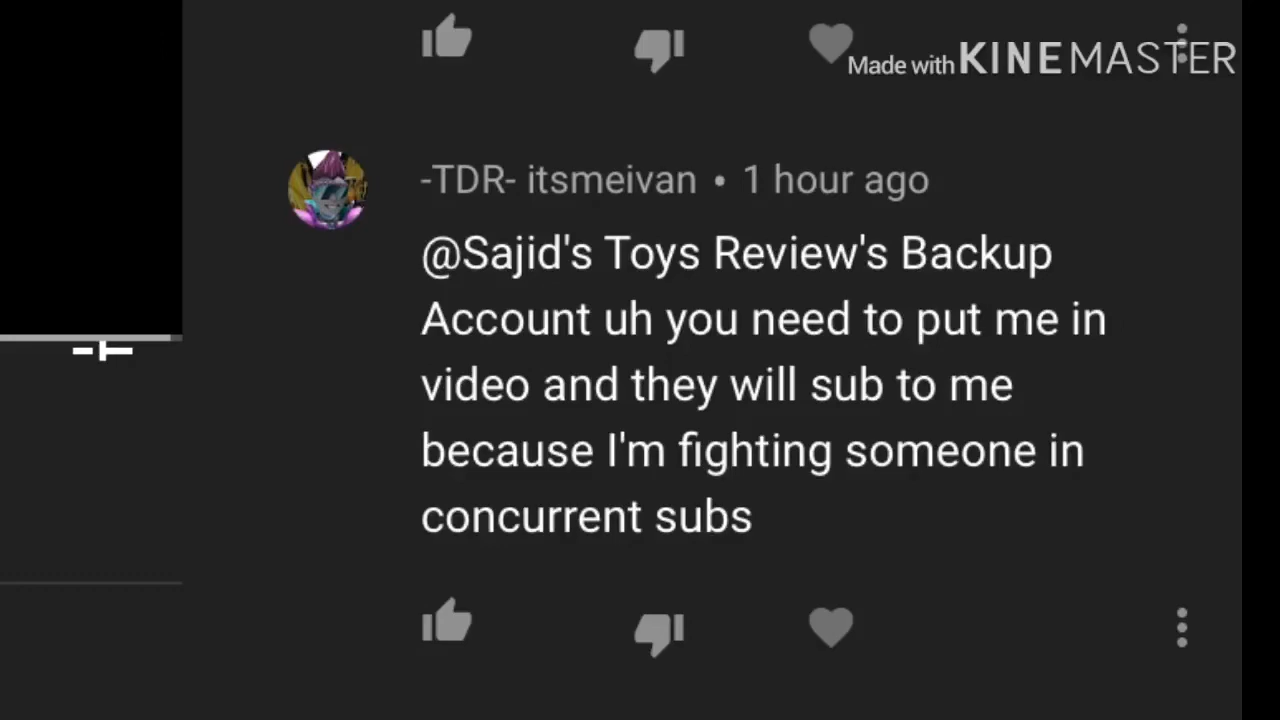 Made with KINEMASTER
-TDR- itsmeivan • 1 hour ago
@Sajid's Toys Review's Backup
Account uh you need to put me in
video and they will sub to me
because I'm fighting someone in
concurrent subs